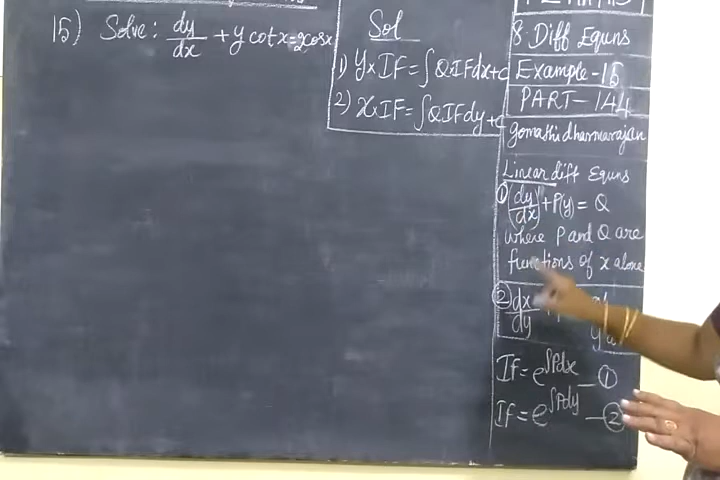 15) Solve: dy/dx + y cot x = 2cosx
Sol
1) y x IF = ∫ Q IF dx + c
2) x x IF = ∫ Q IF dy + c
8 Diff Equns
Example-15
PART-144
gomathi dharmarajan
Linear diff Equns
① (dy/dx) + P(y) = Q
where P and Q are
functions of x alone
② dx/dy +
IF = e^∫Pdx — ①
IF = e^∫Pdy — ②